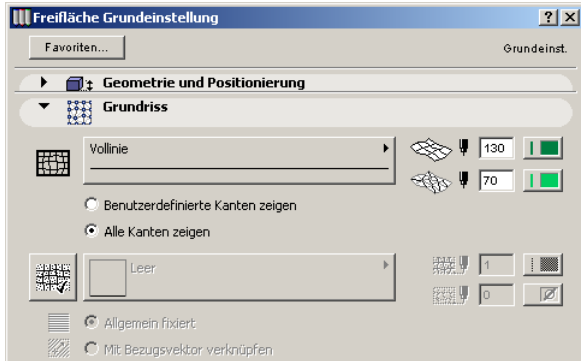 Freifläche Grundeinstellung
Favoriten...
Grundeinst.
Geometrie und Positionierung
Grundriss
Vollinie
130
70
Benutzerdefinierte Kanten zeigen
Alle Kanten zeigen
Leer
1
0
Allgemein fixiert
Mit Bezugsvektor verknüpfen